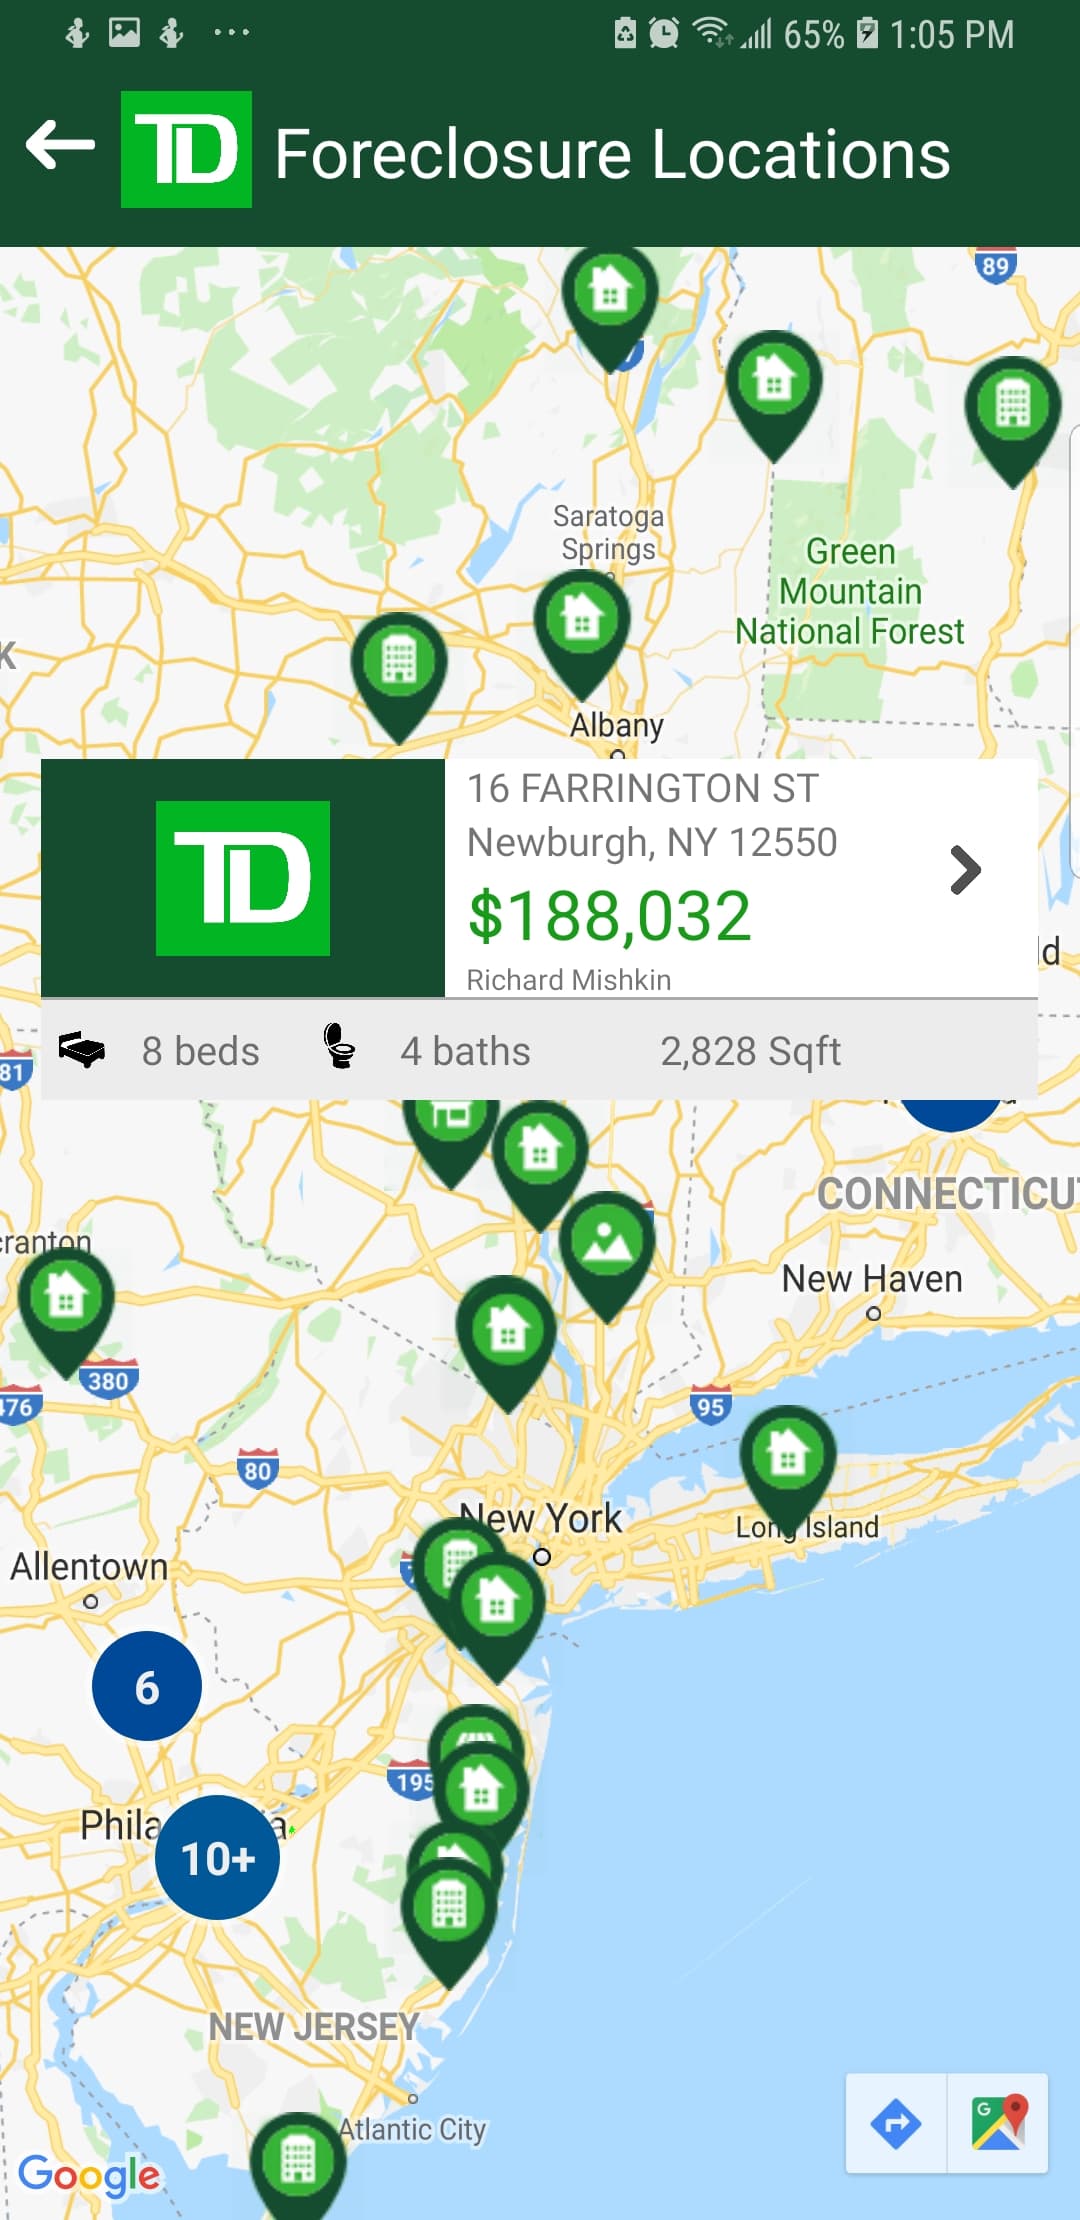 65% 1:05 PM
TD Foreclosure Locations
89
Saratoga
Springs
Green
Mountain
National Forest
K
Albany
TD
16 FARRINGTON ST
Newburgh, NY 12550
$188,032
Richard Mishkin
d
8 beds 4 baths 2,828 Sqft
81
CONNECTICU
cranton
New Haven
380
476
95
80
New York
Long Island
Allentown
6
195
Phila a
10+
NEW JERSEY
Atlantic City
G
Google